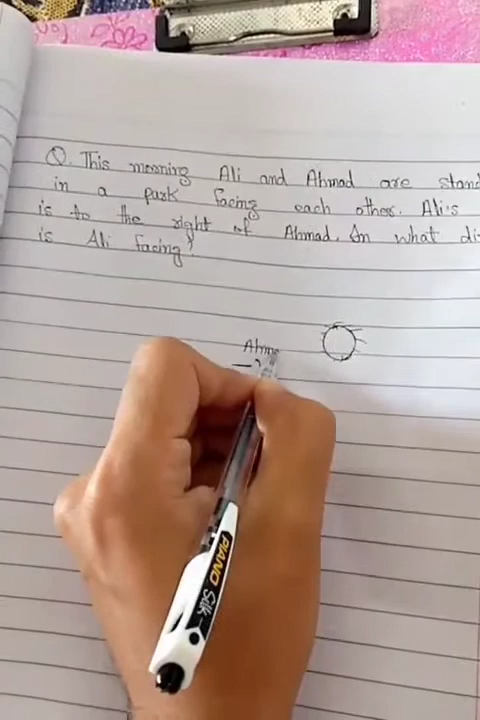 Q. This morning Ali and Ahmad are stand
in a park facing each other. Ali's
is to the right of Ahmad. In what di
is Ali facing?
Ahma
PIANO Silk